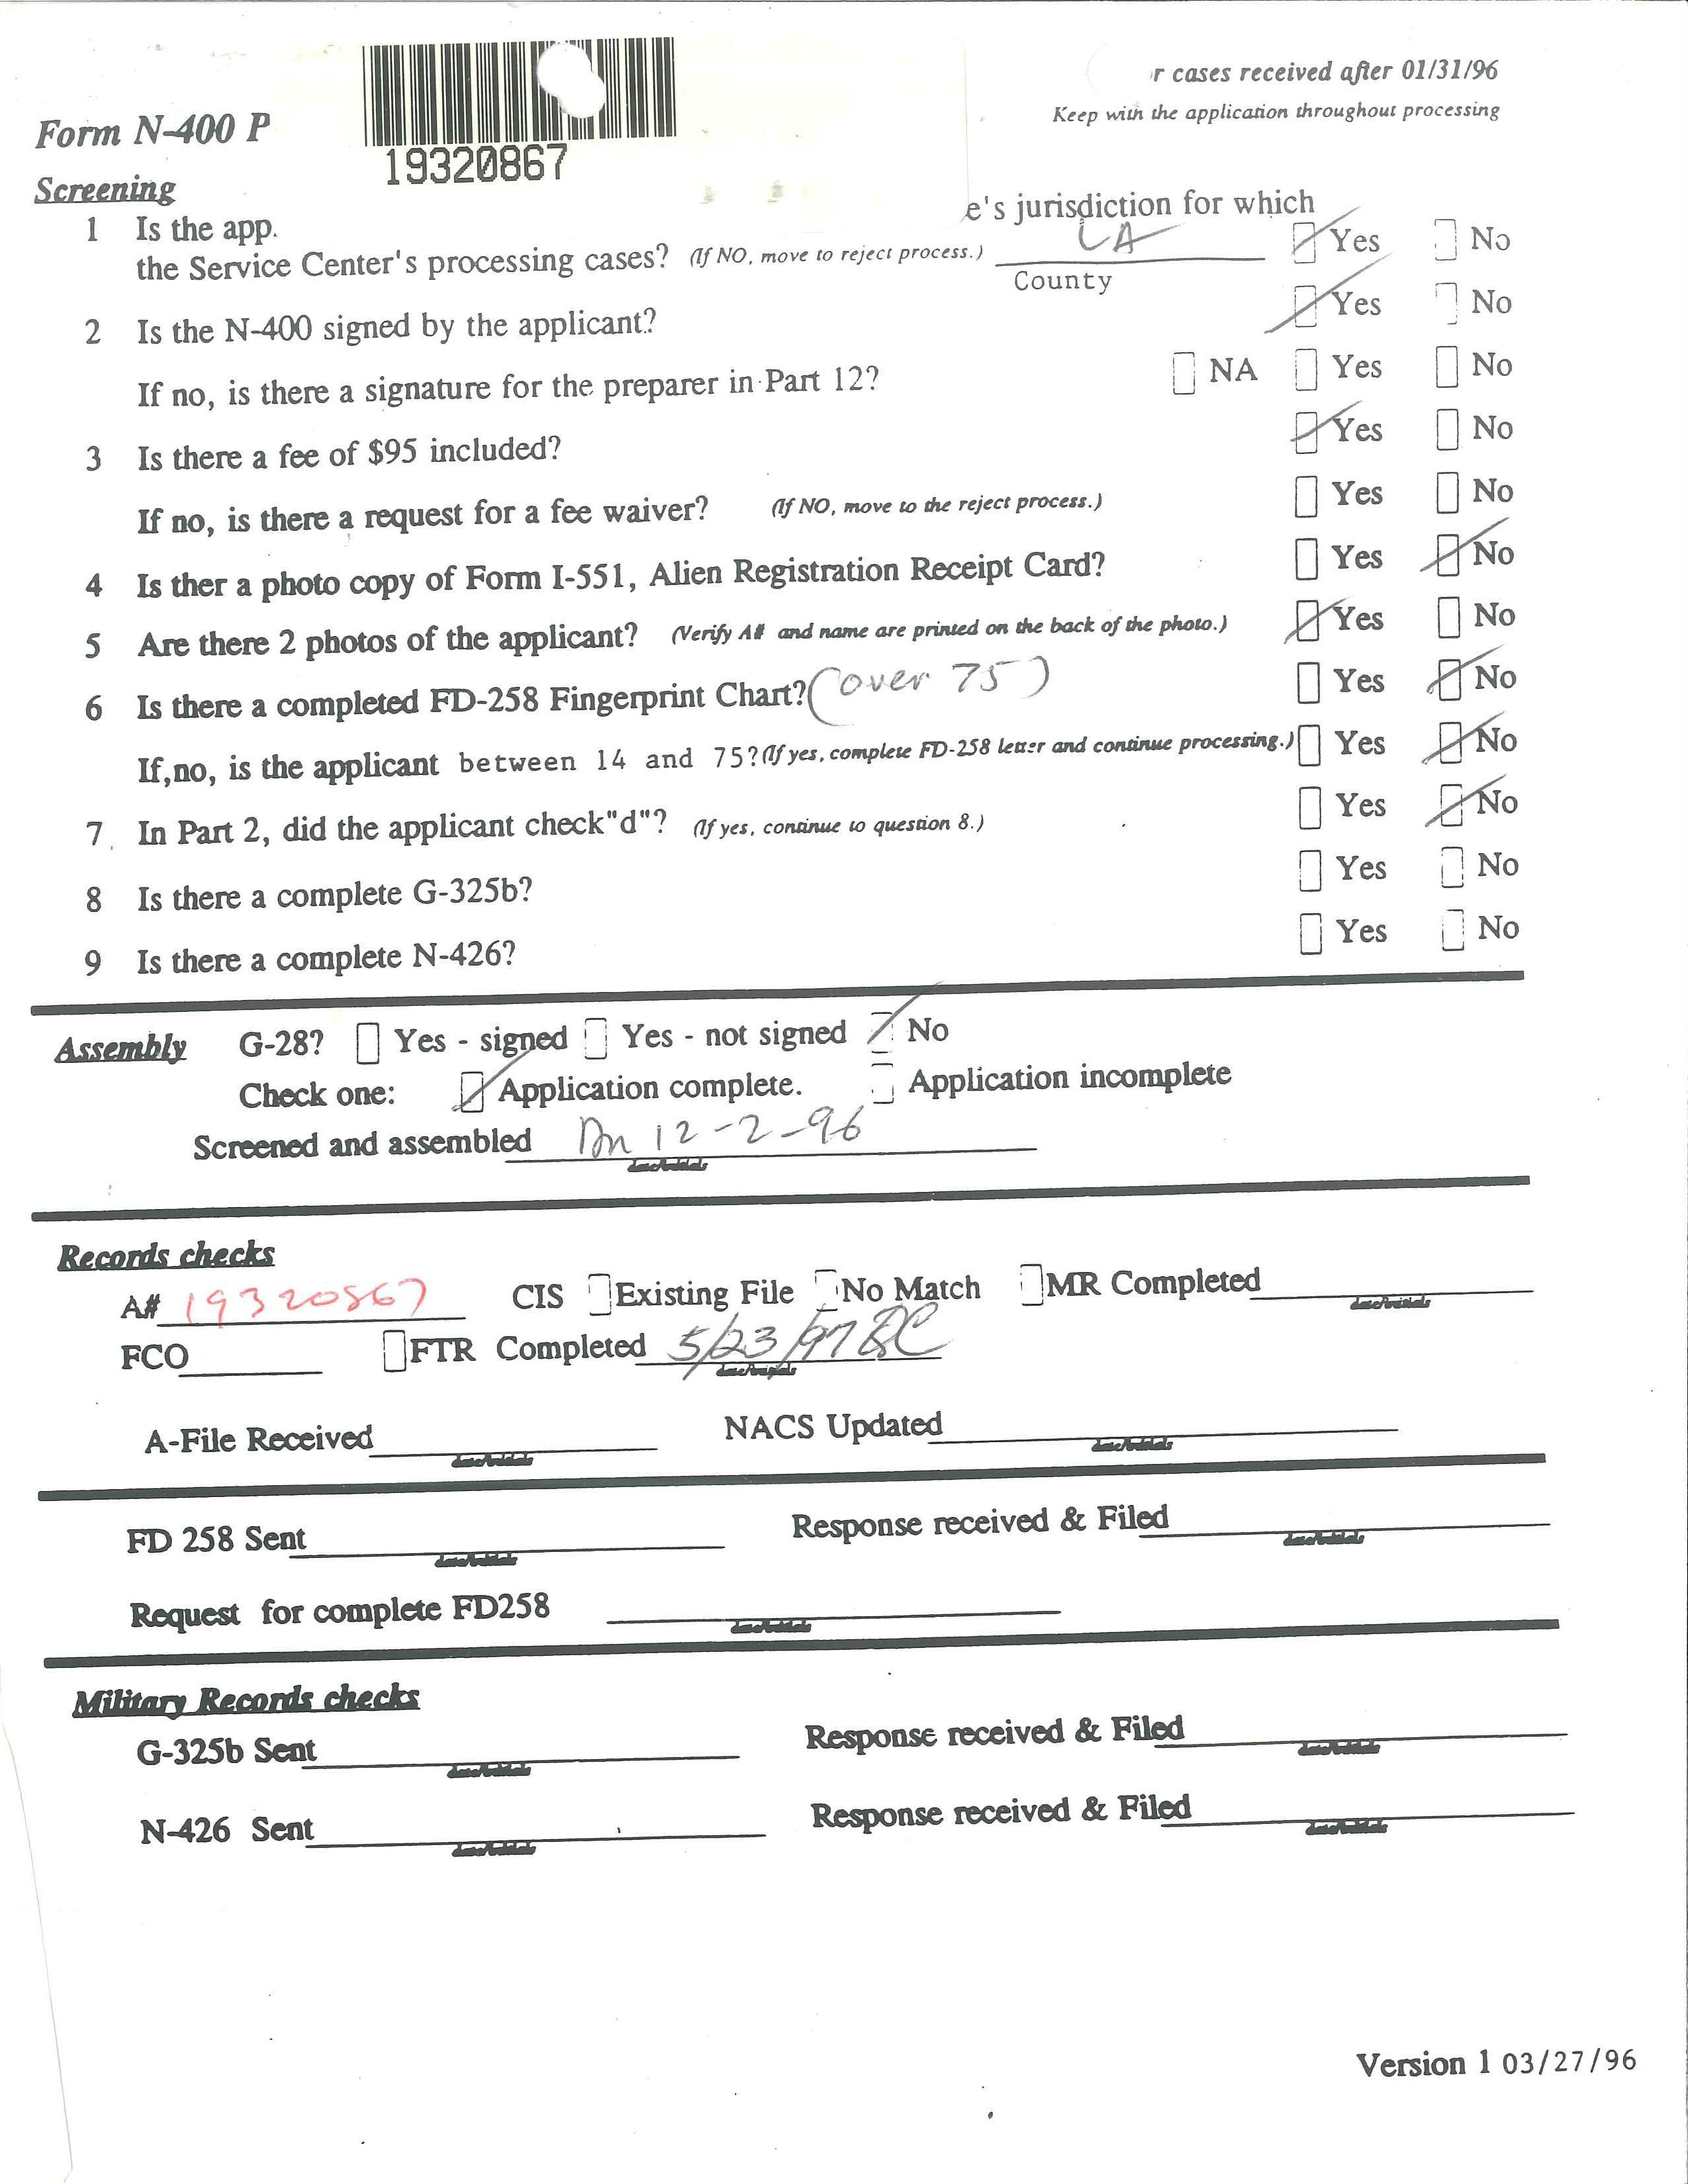 r cases received after 01/31/96
Form N-400 P
Keep with the application throughout processing
19320867
Screening
1 Is the app. e's jurisdiction for which
the Service Center's processing cases? (If NO, move to reject process.) LA Yes No
County
2 Is the N-400 signed by the applicant? Yes No
If no, is there a signature for the preparer in Part 12? NA Yes No
3 Is there a fee of $95 included? Yes No
If no, is there a request for a fee waiver? (If NO, move to the reject process.) Yes No
4 Is ther a photo copy of Form I-551, Alien Registration Receipt Card? Yes No
5 Are there 2 photos of the applicant? (Verify A# and name are printed on the back of the photo.) Yes No
6 Is there a completed FD-258 Fingerprint Chart? (over 75) Yes No
If,no, is the applicant between 14 and 75? (If yes, complete FD-258 letter and continue processing.) Yes No
7 In Part 2, did the applicant check"d"? (If yes, continue to question 8.) Yes No
8 Is there a complete G-325b? Yes No
9 Is there a complete N-426? Yes No
Assembly G-28? Yes - signed Yes - not signed No
Check one: Application complete. Application incomplete
Screened and assembled 12-2-96
date/initials
Records checks
A# 19320867 CIS Existing File No Match MR Completed
date/initials
FCO FTR Completed 5/23/97
date/initials
A-File Received NACS Updated
date/initials date/initials
FD 258 Sent Response received & Filed
date/initials date/initials
Request for complete FD258
date/initials
Military Records checks
G-325b Sent Response received & Filed
date/initials date/initials
N-426 Sent Response received & Filed
date/initials date/initials
Version 1 03/27/96